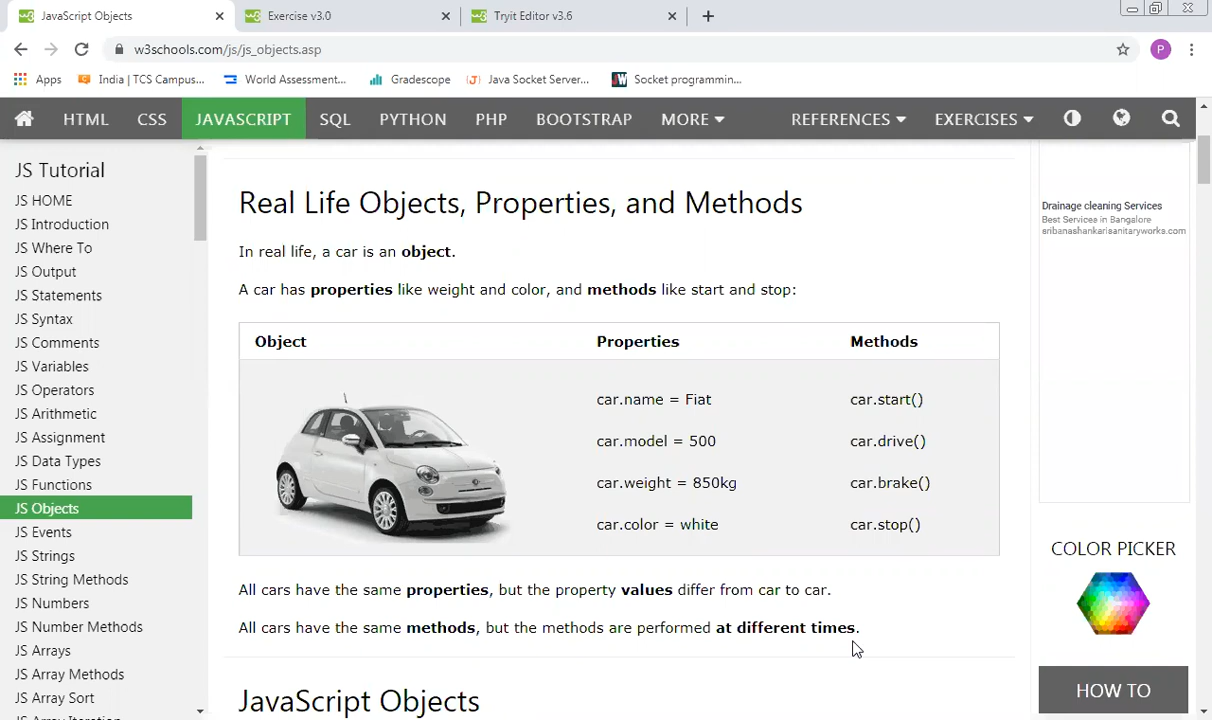 JavaScript Objects
Exercise v3.0
Tryit Editor v3.6
w3schools.com/js/js_objects.asp
P
Apps
India | TCS Campus...
World Assessment...
Gradescope
Java Socket Server...
Socket programmin...
HTML
CSS
JAVASCRIPT
SQL
PYTHON
PHP
BOOTSTRAP
MORE
REFERENCES
EXERCISES
JS Tutorial
JS HOME
JS Introduction
JS Where To
JS Output
JS Statements
JS Syntax
JS Comments
JS Variables
JS Operators
JS Arithmetic
JS Assignment
JS Data Types
JS Functions
JS Objects
JS Events
JS Strings
JS String Methods
JS Numbers
JS Number Methods
JS Arrays
JS Array Methods
JS Array Sort
JS Array Iteration
Real Life Objects, Properties, and Methods
In real life, a car is an object.
A car has properties like weight and color, and methods like start and stop:
Object Properties Methods
car.name = Fiat car.start()
car.model = 500 car.drive()
car.weight = 850kg car.brake()
car.color = white car.stop()
All cars have the same properties, but the property values differ from car to car.
All cars have the same methods, but the methods are performed at different times.
JavaScript Objects
Drainage cleaning Services
Best Services in Bangalore
sribanashankarisanitaryworks.com
COLOR PICKER
HOW TO